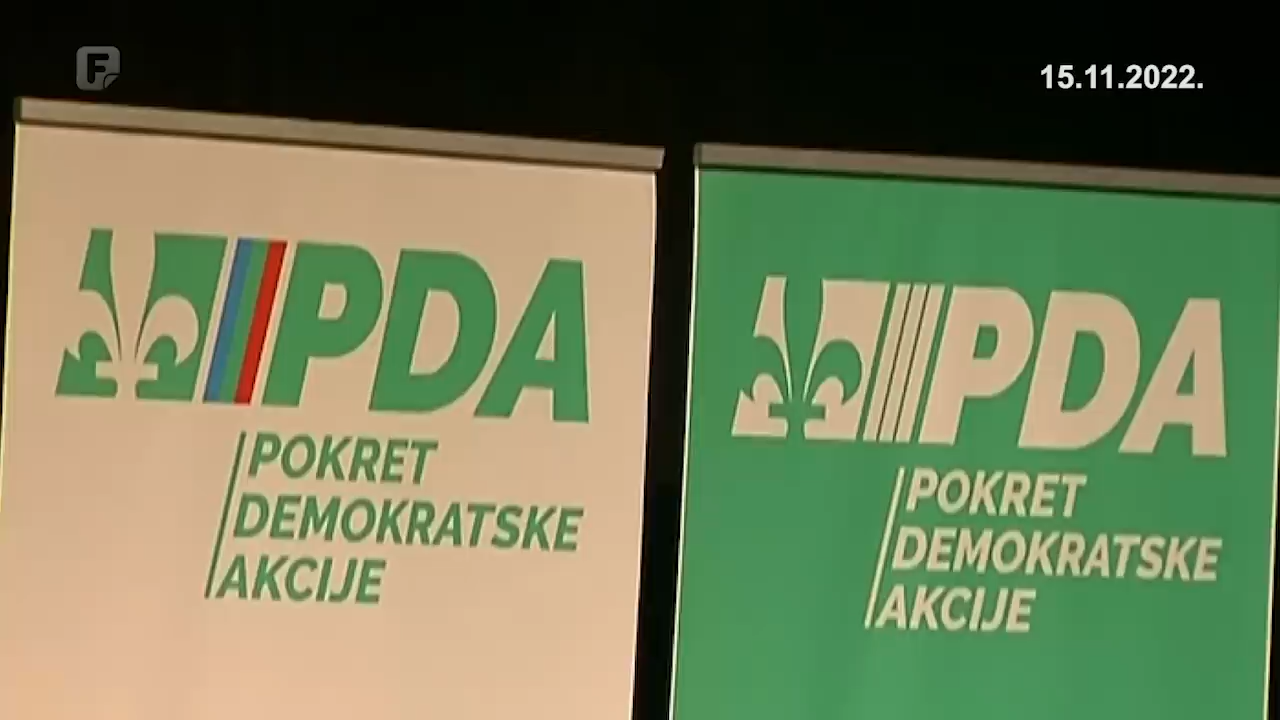 F
15.11.2022.
PDA
POKRET
DEMOKRATSKE
AKCIJE
PDA
POKRET
DEMOKRATSKE
AKCIJE